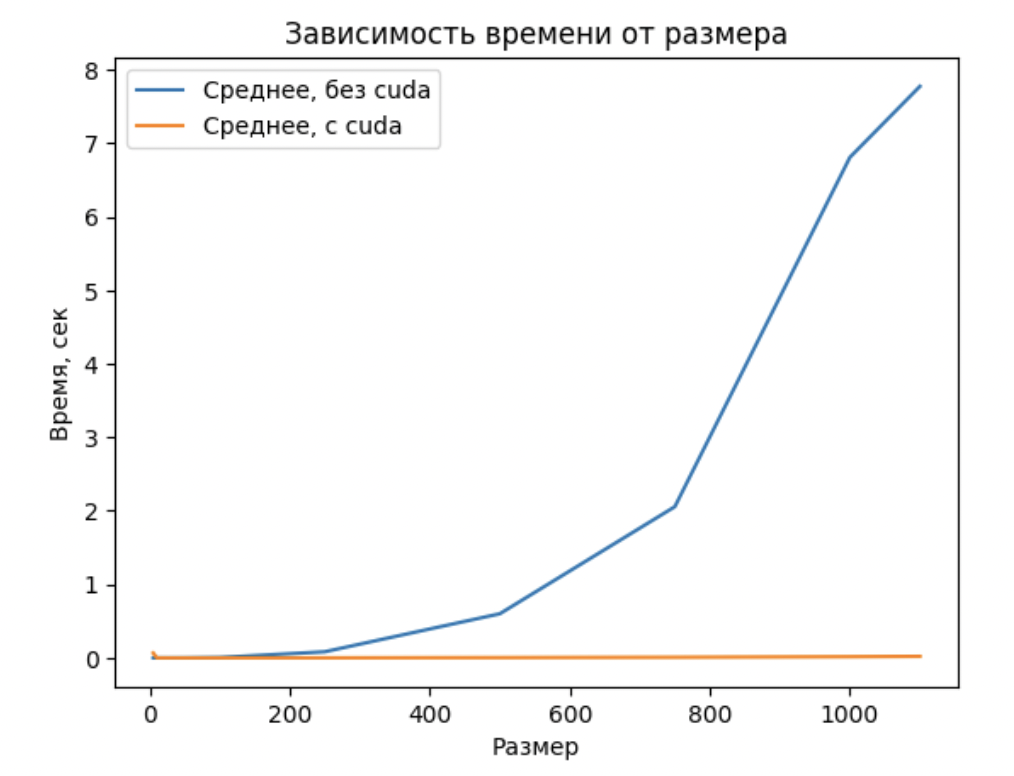 Зависимость времени от размера
Среднее, без cuda
Среднее, с cuda
8
7
6
5
4
3
2
1
0
Время, сек
0 200 400 600 800 1000
Размер